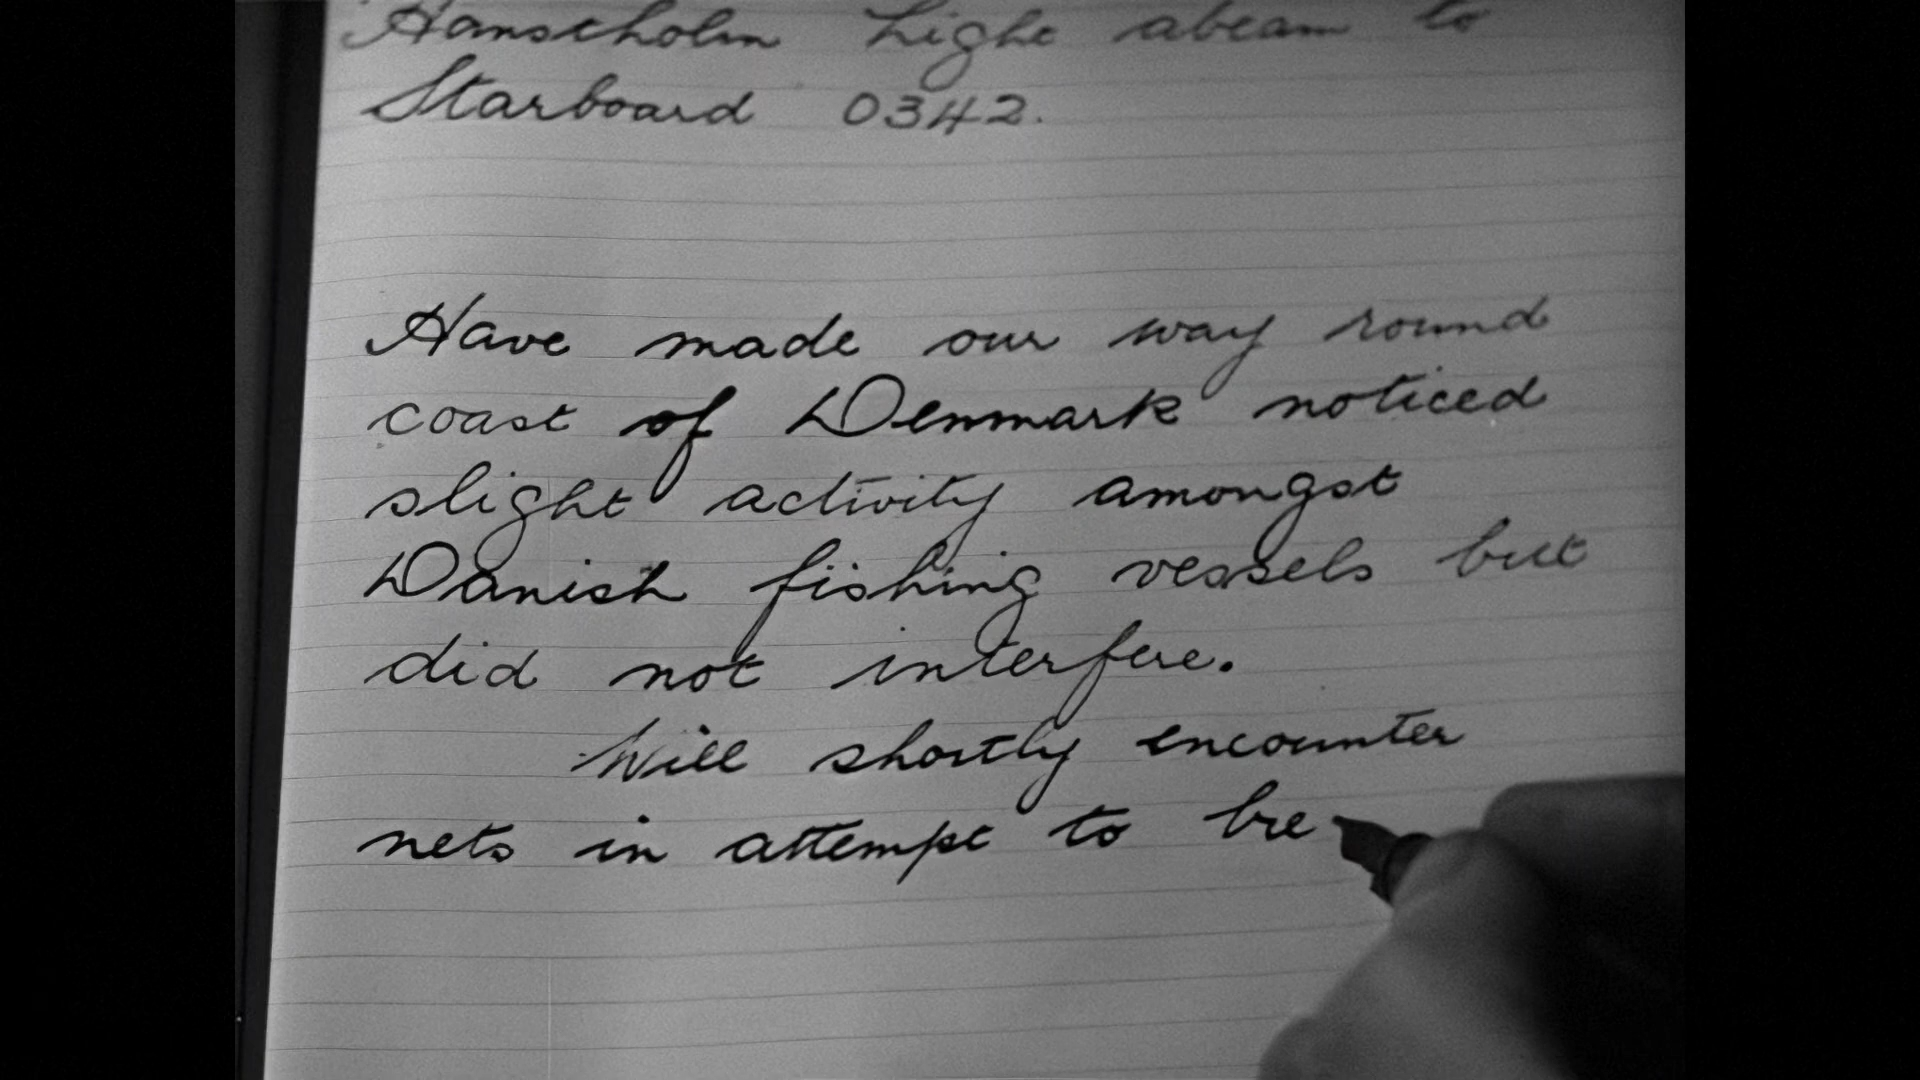 Hanstholm Light abeam to
Starboard 0342.
Have made our way round
coast of Denmark noticed
slight activity amongst
Danish fishing vessels but
did not interfere.
Will shortly encounter
nets in attempt to bre